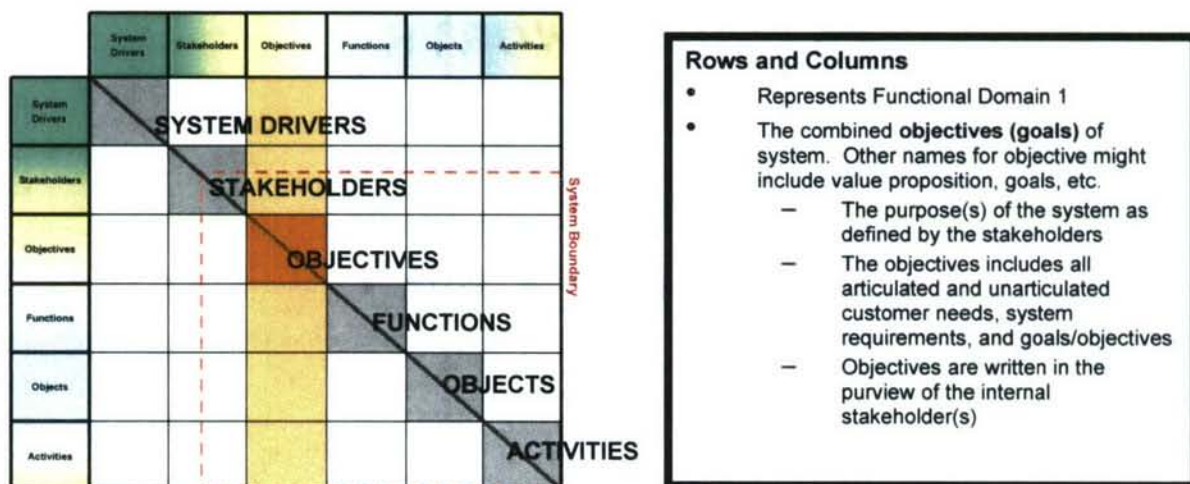 System Drivers
Stakeholders
Objectives
Functions
Objects
Activities
System Drivers
SYSTEM DRIVERS
Stakeholders
STAKEHOLDERS
Objectives
OBJECTIVES
Functions
FUNCTIONS
Objects
OBJECTS
Activities
ACTIVITIES
System Boundary
Rows and Columns
• Represents Functional Domain 1
• The combined objectives (goals) of
system. Other names for objective might
include value proposition, goals, etc.
– The purpose(s) of the system as
defined by the stakeholders
– The objectives includes all
articulated and unarticulated
customer needs, system
requirements, and goals/objectives
– Objectives are written in the
purview of the internal
stakeholder(s)